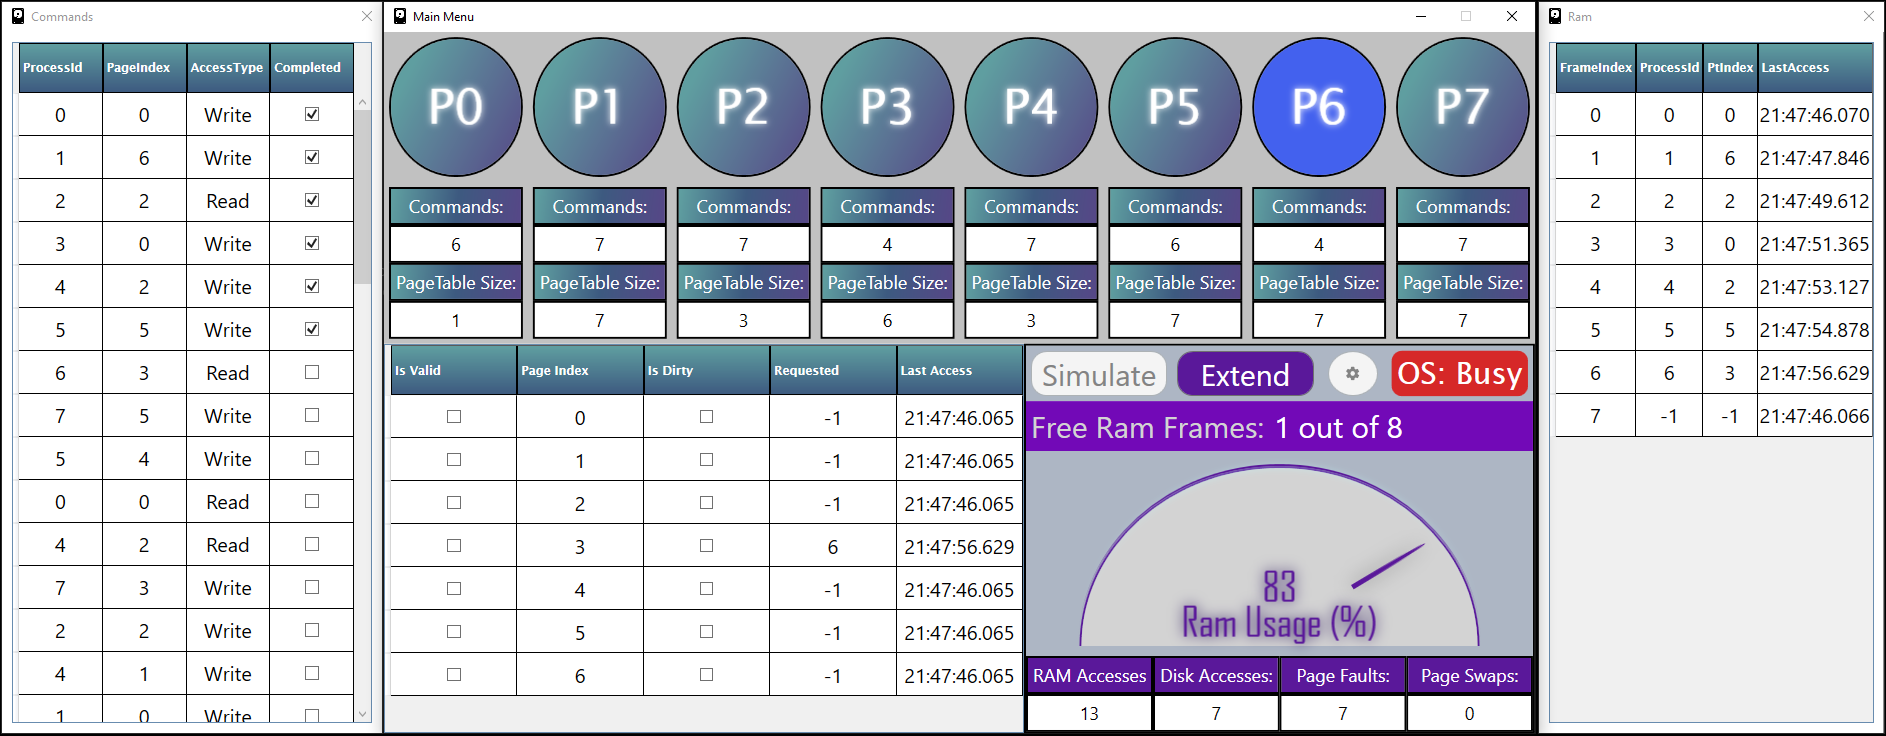 Commands
ProcessId PageIndex AccessType Completed
0 0 Write
1 6 Write
2 2 Read
3 0 Write
4 2 Write
5 5 Write
6 3 Read
7 5 Write
5 4 Write
0 0 Read
4 2 Read
7 3 Write
2 2 Write
4 1 Write
1 0 Write
Main Menu
P0 P1 P2 P3 P4 P5 P6 P7
Commands: Commands: Commands: Commands: Commands: Commands: Commands: Commands:
6 7 7 4 7 6 4 7
PageTable Size: PageTable Size: PageTable Size: PageTable Size: PageTable Size: PageTable Size: PageTable Size: PageTable Size:
1 7 3 6 3 7 7 7
Is Valid Page Index Is Dirty Requested Last Access
0 -1 21:47:46.065
1 -1 21:47:46.065
2 -1 21:47:46.065
3 6 21:47:56.629
4 -1 21:47:46.065
5 -1 21:47:46.065
6 -1 21:47:46.065
Simulate Extend OS: Busy
Free Ram Frames: 1 out of 8
83
Ram Usage (%)
RAM Accesses Disk Accesses: Page Faults: Page Swaps:
13 7 7 0
Ram
FrameIndex ProcessId PtIndex LastAccess
0 0 0 21:47:46.070
1 1 6 21:47:47.846
2 2 2 21:47:49.612
3 3 0 21:47:51.365
4 4 2 21:47:53.127
5 5 5 21:47:54.878
6 6 3 21:47:56.629
7 -1 -1 21:47:46.066